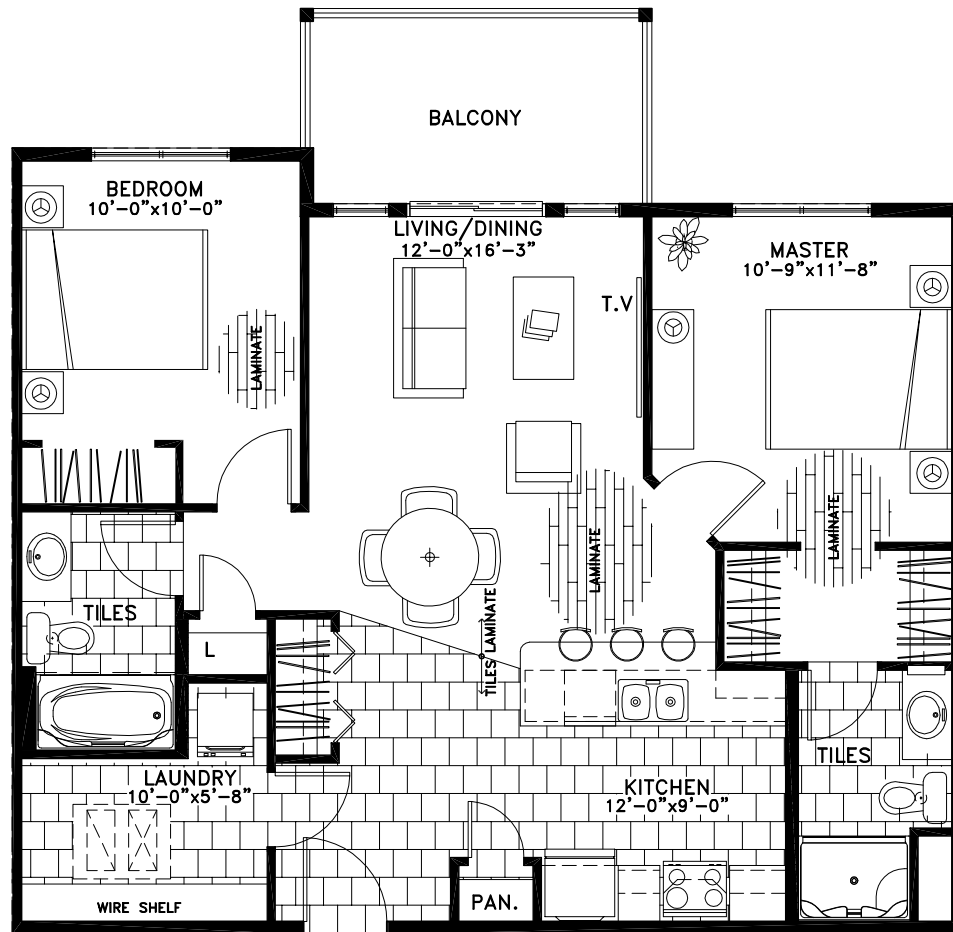 BALCONY
BEDROOM
10'-0"x10'-0"
LIVING/DINING
12'-0"x16'-3"
MASTER
10'-9"x11'-8"
T.V
LAMINATE
LAMINATE
LAMINATE
TILES
TILES LAMINATE
L
TILES
LAUNDRY
10'-0"x5'-8"
KITCHEN
12'-0"x9'-0"
PAN.
WIRE SHELF